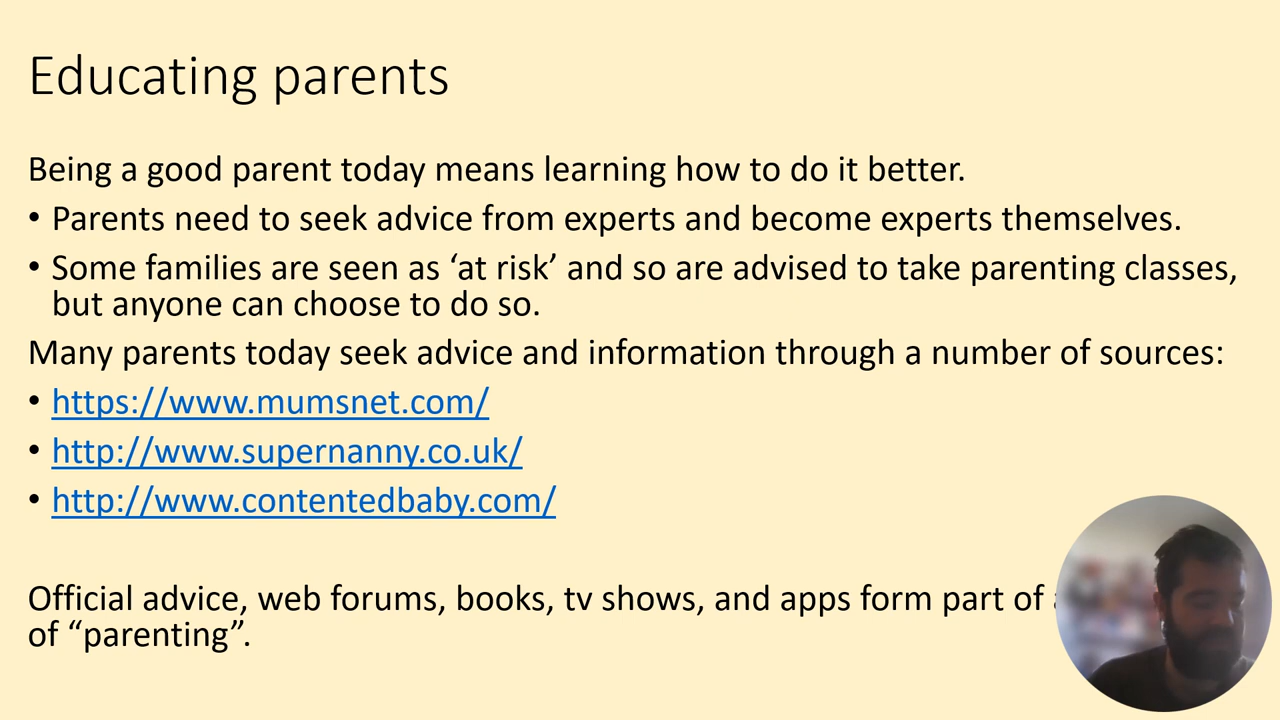 Educating parents
Being a good parent today means learning how to do it better.
• Parents need to seek advice from experts and become experts themselves.
• Some families are seen as ‘at risk’ and so are advised to take parenting classes,
but anyone can choose to do so.
Many parents today seek advice and information through a number of sources:
• https://www.mumsnet.com/
• http://www.supernanny.co.uk/
• http://www.contentedbaby.com/
Official advice, web forums, books, tv shows, and apps form part of
of “parenting”.